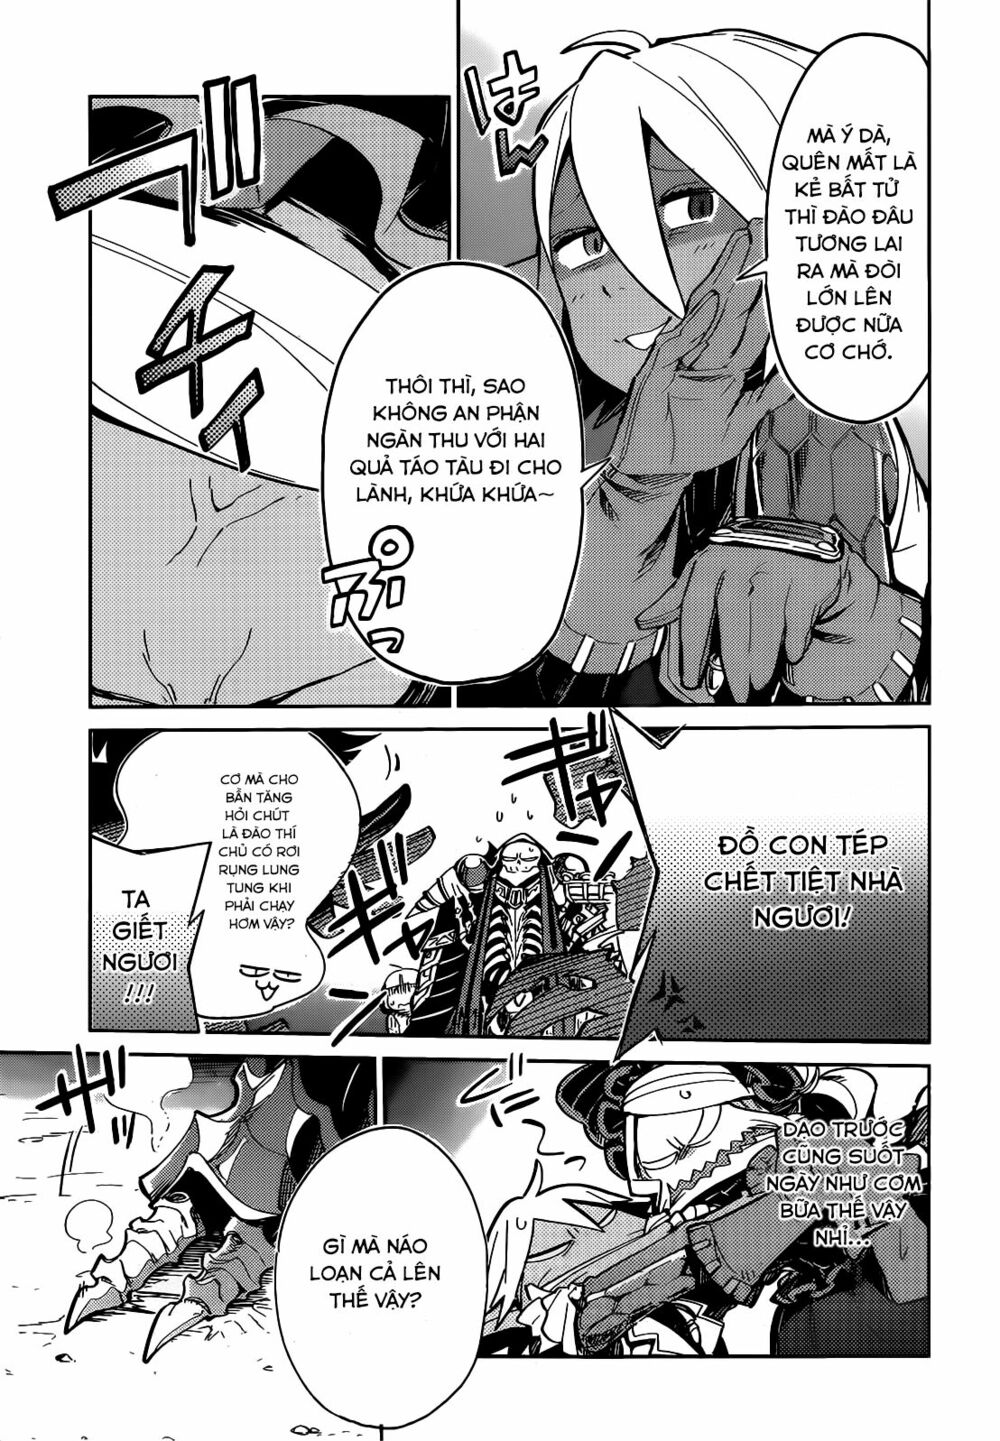 はん
MÀ Ý DÀ,
QUÊN MẤT LÀ
KẺ BẤT TỬ
THÌ ĐÀO ĐÂU
TƯƠNG LAI
RA MÀ ĐÒI
LỚN LÊN
ĐƯỢC NỮA
CƠ CHỚ.
THÔI THÌ, SAO
KHÔNG AN PHẬN
NGÀN THU VỚI HAI
QUẢ TÁO TÀU ĐI CHO
LÀNH, KHỨA KHỨA~
ぷっ
ブチィ
ĐỒ CON TÉP
CHẾT TIỆT NHÀ
NGƯƠI!
CƠ MÀ CHO
BẦN TĂNG
HỎI CHÚT
LÀ ĐÀO THÍ
CHỦ CÓ RƠI
RỤNG LUNG
TUNG KHI
PHẢI CHẠY
HƠM VẬY?
TA
GIẾT
NGƯƠI
!!!
DẠO TRƯỚC
CŨNG SUỐT
NGÀY NHƯ CƠM
BỮA THẾ VẬY
NHỈ...
GÌ MÀ NÁO
LOẠN CẢ LÊN
THẾ VẬY?